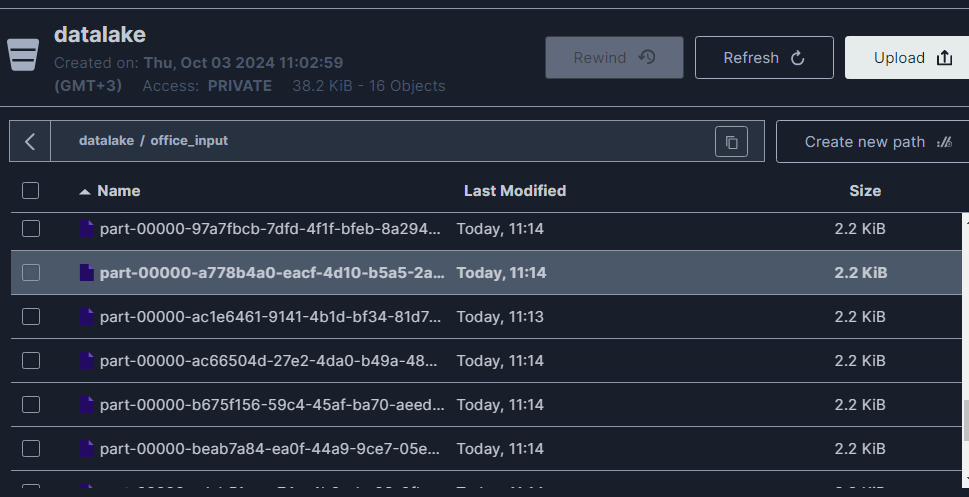 datalake
Created on: Thu, Oct 03 2024 11:02:59
(GMT+3) Access: PRIVATE 38.2 KiB - 16 Objects
Rewind
Refresh
Upload
datalake / office_input
Create new path
Name Last Modified Size
part-00000-97a7fbcb-7dfd-4f1f-bfeb-8a294... Today, 11:14 2.2 KiB
part-00000-a778b4a0-eacf-4d10-b5a5-2a... Today, 11:14 2.2 KiB
part-00000-ac1e6461-9141-4b1d-bf34-81d7... Today, 11:13 2.2 KiB
part-00000-ac66504d-27e2-4da0-b49a-48... Today, 11:14 2.2 KiB
part-00000-b675f156-59c4-45af-ba70-aeed... Today, 11:14 2.2 KiB
part-00000-beab7a84-ea0f-44a9-9ce7-05e... Today, 11:14 2.2 KiB